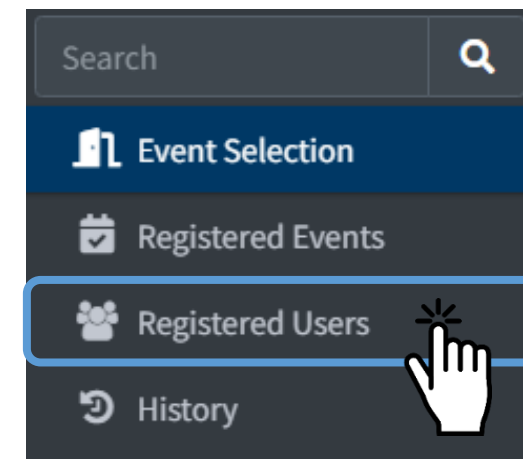 Search
Event Selection
Registered Events
Registered Users
History